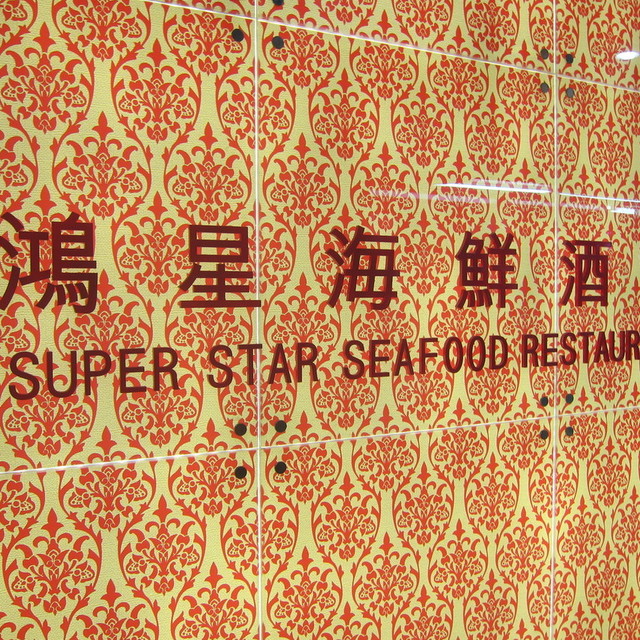 鴻星海鮮酒
SUPER STAR SEAFOOD RESTAUR